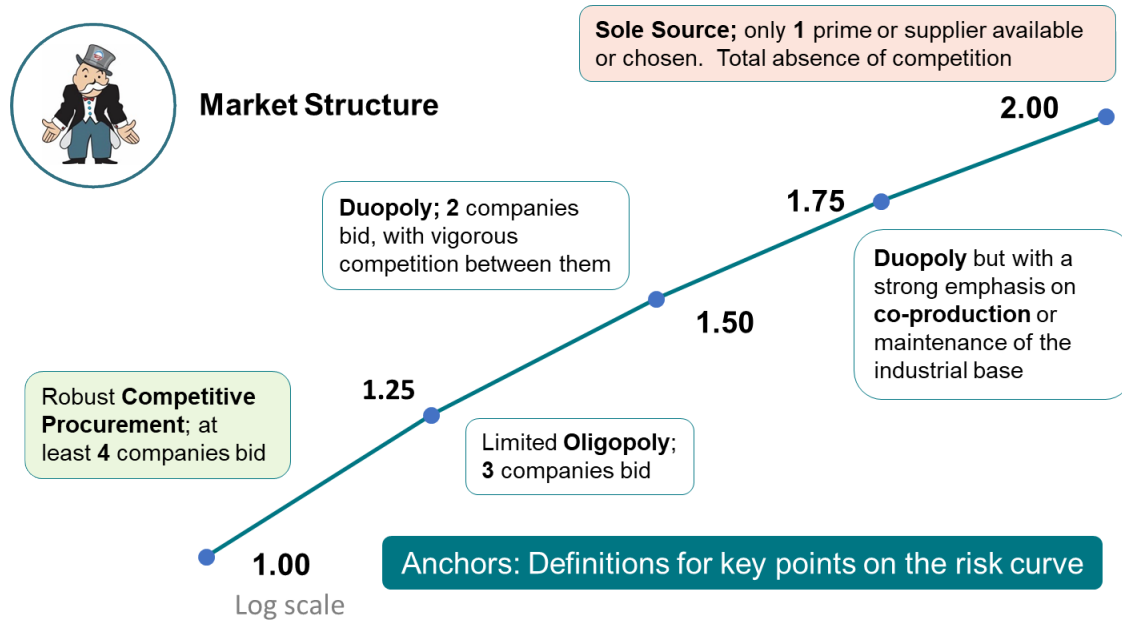 Sole Source; only 1 prime or supplier available
or chosen.  Total absence of competition
Market Structure
2.00
Duopoly; 2 companies
bid, with vigorous
competition between them
1.75
Duopoly but with a
strong emphasis on
co-production or
maintenance of the
industrial base
1.50
Robust Competitive
Procurement; at
least 4 companies bid
1.25
Limited Oligopoly;
3 companies bid
1.00
Log scale
Anchors: Definitions for key points on the risk curve